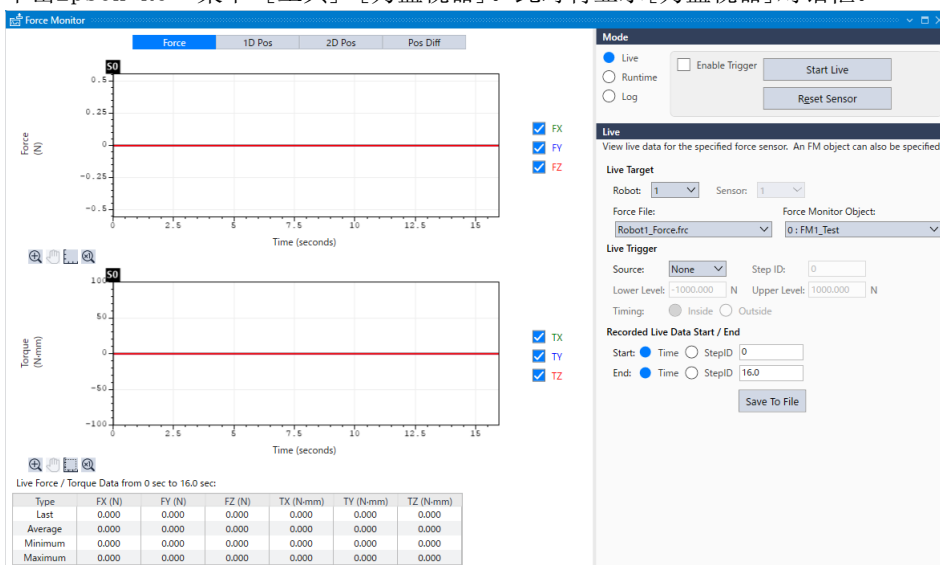 Force Monitor
Force 1D Pos 2D Pos Pos Diff
S0
0.5
0.25
0
-0.25
-0.5
Force
(N)
0 2.5 5 7.5 10 12.5 15
Time (seconds)
FX
FY
FZ
S0
100
50
0
-50
-100
Torque
(N-mm)
0 2.5 5 7.5 10 12.5 15
Time (seconds)
TX
TY
TZ
Live Force / Torque Data from 0 sec to 16.0 sec:
Type FX (N) FY (N) FZ (N) TX (N-mm) TY (N-mm) TZ (N-mm)
Last 0.000 0.000 0.000 0.000 0.000 0.000
Average 0.000 0.000 0.000 0.000 0.000 0.000
Minimum 0.000 0.000 0.000 0.000 0.000 0.000
Maximum 0.000 0.000 0.000 0.000 0.000 0.000
Mode
Live
Runtime
Log
Enable Trigger
Start Live
Reset Sensor
Live
View live data for the specified force sensor. An FM object can also be specified
Live Target
Robot: 1 Sensor: 1
Force File: Force Monitor Object:
Robot1_Force.frc 0 : FM1_Test
Live Trigger
Source: None Step ID: 0
Lower Level: -1000.000 N Upper Level: 1000.000 N
Timing: Inside Outside
Recorded Live Data Start / End
Start: Time StepID 0
End: Time StepID 16.0
Save To File